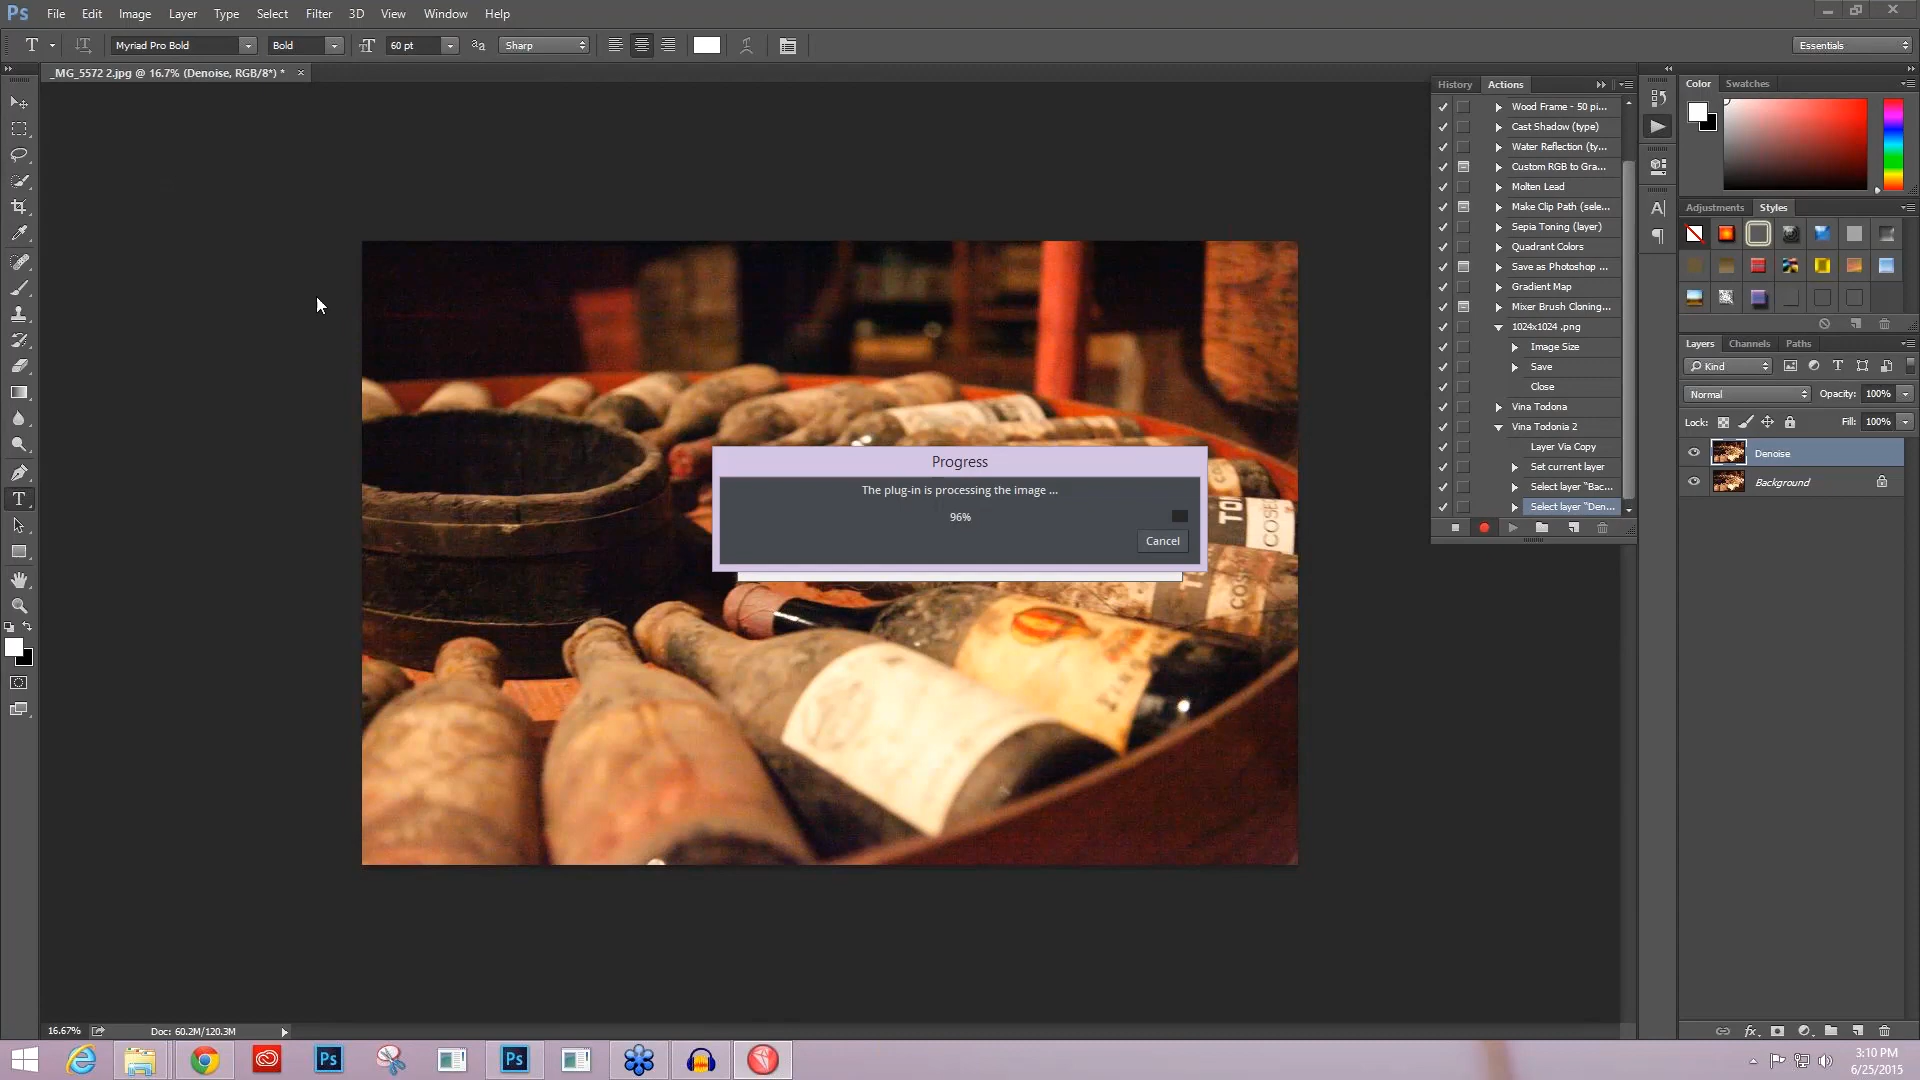 Ps File Edit Image Layer Type Select Filter 3D View Window Help
T Myriad Pro Bold Bold 60 pt aa Sharp Essentials
_MG_5572 2.jpg @ 16.7% (Denoise, RGB/8*) * ×
History Actions
Wood Frame - 50 pi...
Cast Shadow (type)
Water Reflection (ty...
Custom RGB to Gra...
Molten Lead
Make Clip Path (sele...
Sepia Toning (layer)
Quadrant Colors
Save as Photoshop ...
Gradient Map
Mixer Brush Cloning...
1024x1024 .png
Image Size
Save
Close
Vina Todona
Vina Todonia 2
Layer Via Copy
Set current layer
Select layer "Bac...
Select layer "Den...
Color Swatches
Adjustments Styles
Layers Channels Paths
Kind
Normal Opacity: 100%
Lock: Fill: 100%
Denoise
Background
Progress
The plug-in is processing the image ...
96%
Cancel
16.67% Doc: 60.2M/120.3M
Ps Ps
3:10 PM
6/25/2015